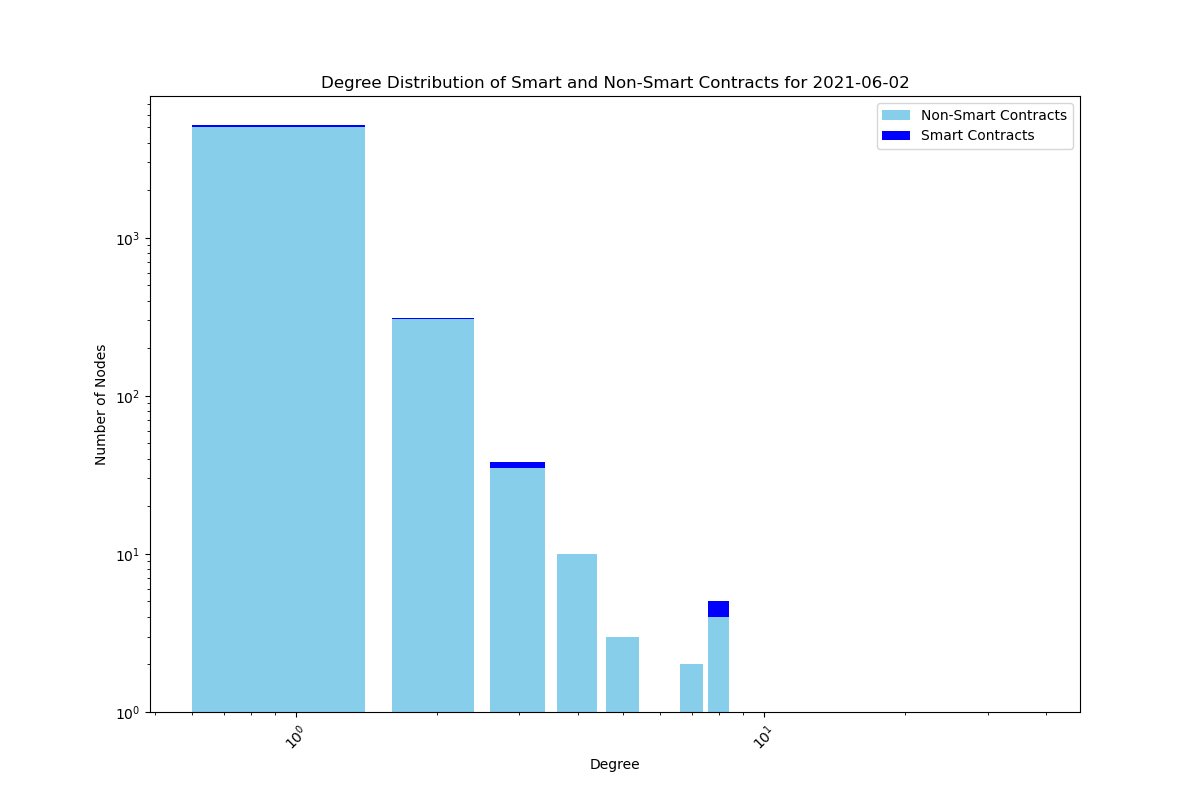 Degree Distribution of Smart and Non-Smart Contracts for 2021-06-02
Non-Smart Contracts
Smart Contracts
Number of Nodes
10³
10²
10¹
10⁰
10⁰
10¹
Degree